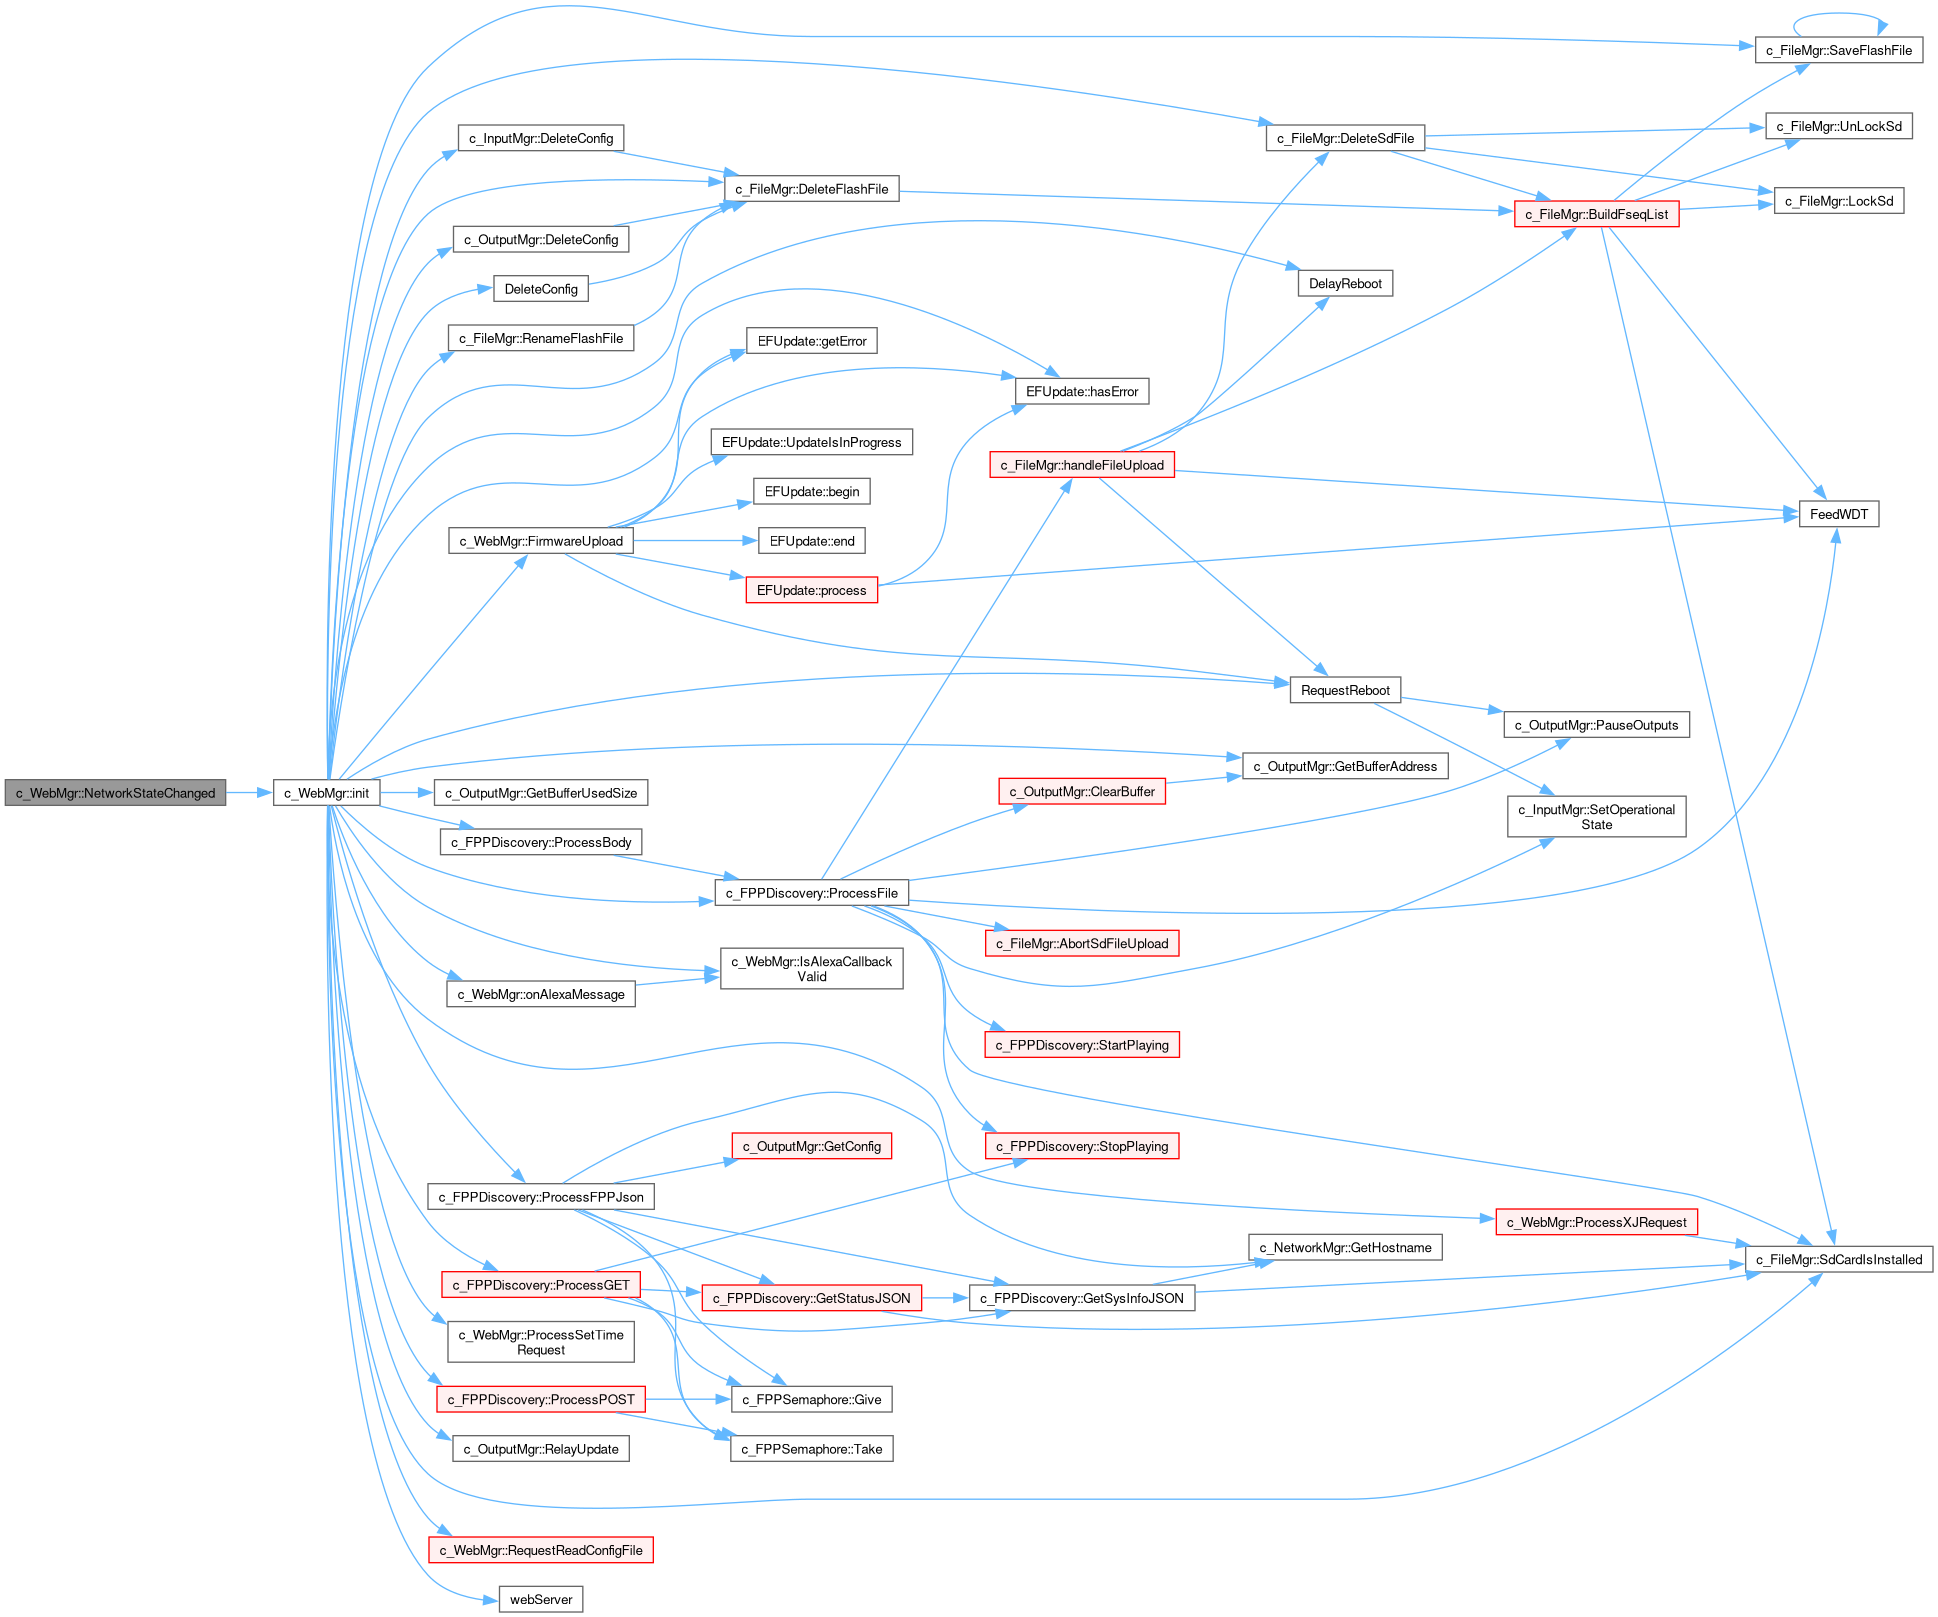 c_FileMgr::SaveFlashFile
c_FileMgr::UnLockSd
c_InputMgr::DeleteConfig
c_FileMgr::DeleteSdFile
c_FileMgr::DeleteFlashFile
c_FileMgr::LockSd
c_FileMgr::BuildFseqList
c_OutputMgr::DeleteConfig
DeleteConfig
DelayReboot
c_FileMgr::RenameFlashFile
EFUpdate::getError
EFUpdate::hasError
EFUpdate::UpdateIsInProgress
c_FileMgr::handleFileUpload
EFUpdate::begin
FeedWDT
c_WebMgr::FirmwareUpload
EFUpdate::end
EFUpdate::process
RequestReboot
c_OutputMgr::PauseOutputs
c_OutputMgr::GetBufferAddress
c_WebMgr::NetworkStateChanged
c_WebMgr::init
c_OutputMgr::GetBufferUsedSize
c_OutputMgr::ClearBuffer
c_InputMgr::SetOperational
State
c_FPPDiscovery::ProcessBody
c_FPPDiscovery::ProcessFile
c_FileMgr::AbortSdFileUpload
c_WebMgr::IsAlexaCallback
Valid
c_WebMgr::onAlexaMessage
c_FPPDiscovery::StartPlaying
c_OutputMgr::GetConfig
c_FPPDiscovery::StopPlaying
c_FPPDiscovery::ProcessFPPJson
c_WebMgr::ProcessXJRequest
c_NetworkMgr::GetHostname
c_FileMgr::SdCardIsInstalled
c_FPPDiscovery::ProcessGET
c_FPPDiscovery::GetStatusJSON
c_FPPDiscovery::GetSysInfoJSON
c_WebMgr::ProcessSetTime
Request
c_FPPDiscovery::ProcessPOST
c_FPPSemaphore::Give
c_OutputMgr::RelayUpdate
c_FPPSemaphore::Take
c_WebMgr::RequestReadConfigFile
webServer